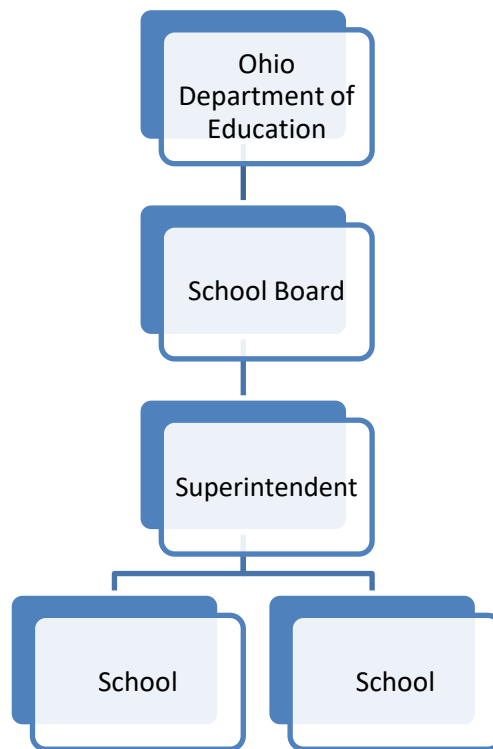 Ohio
Department of
Education
School Board
Superintendent
School
School